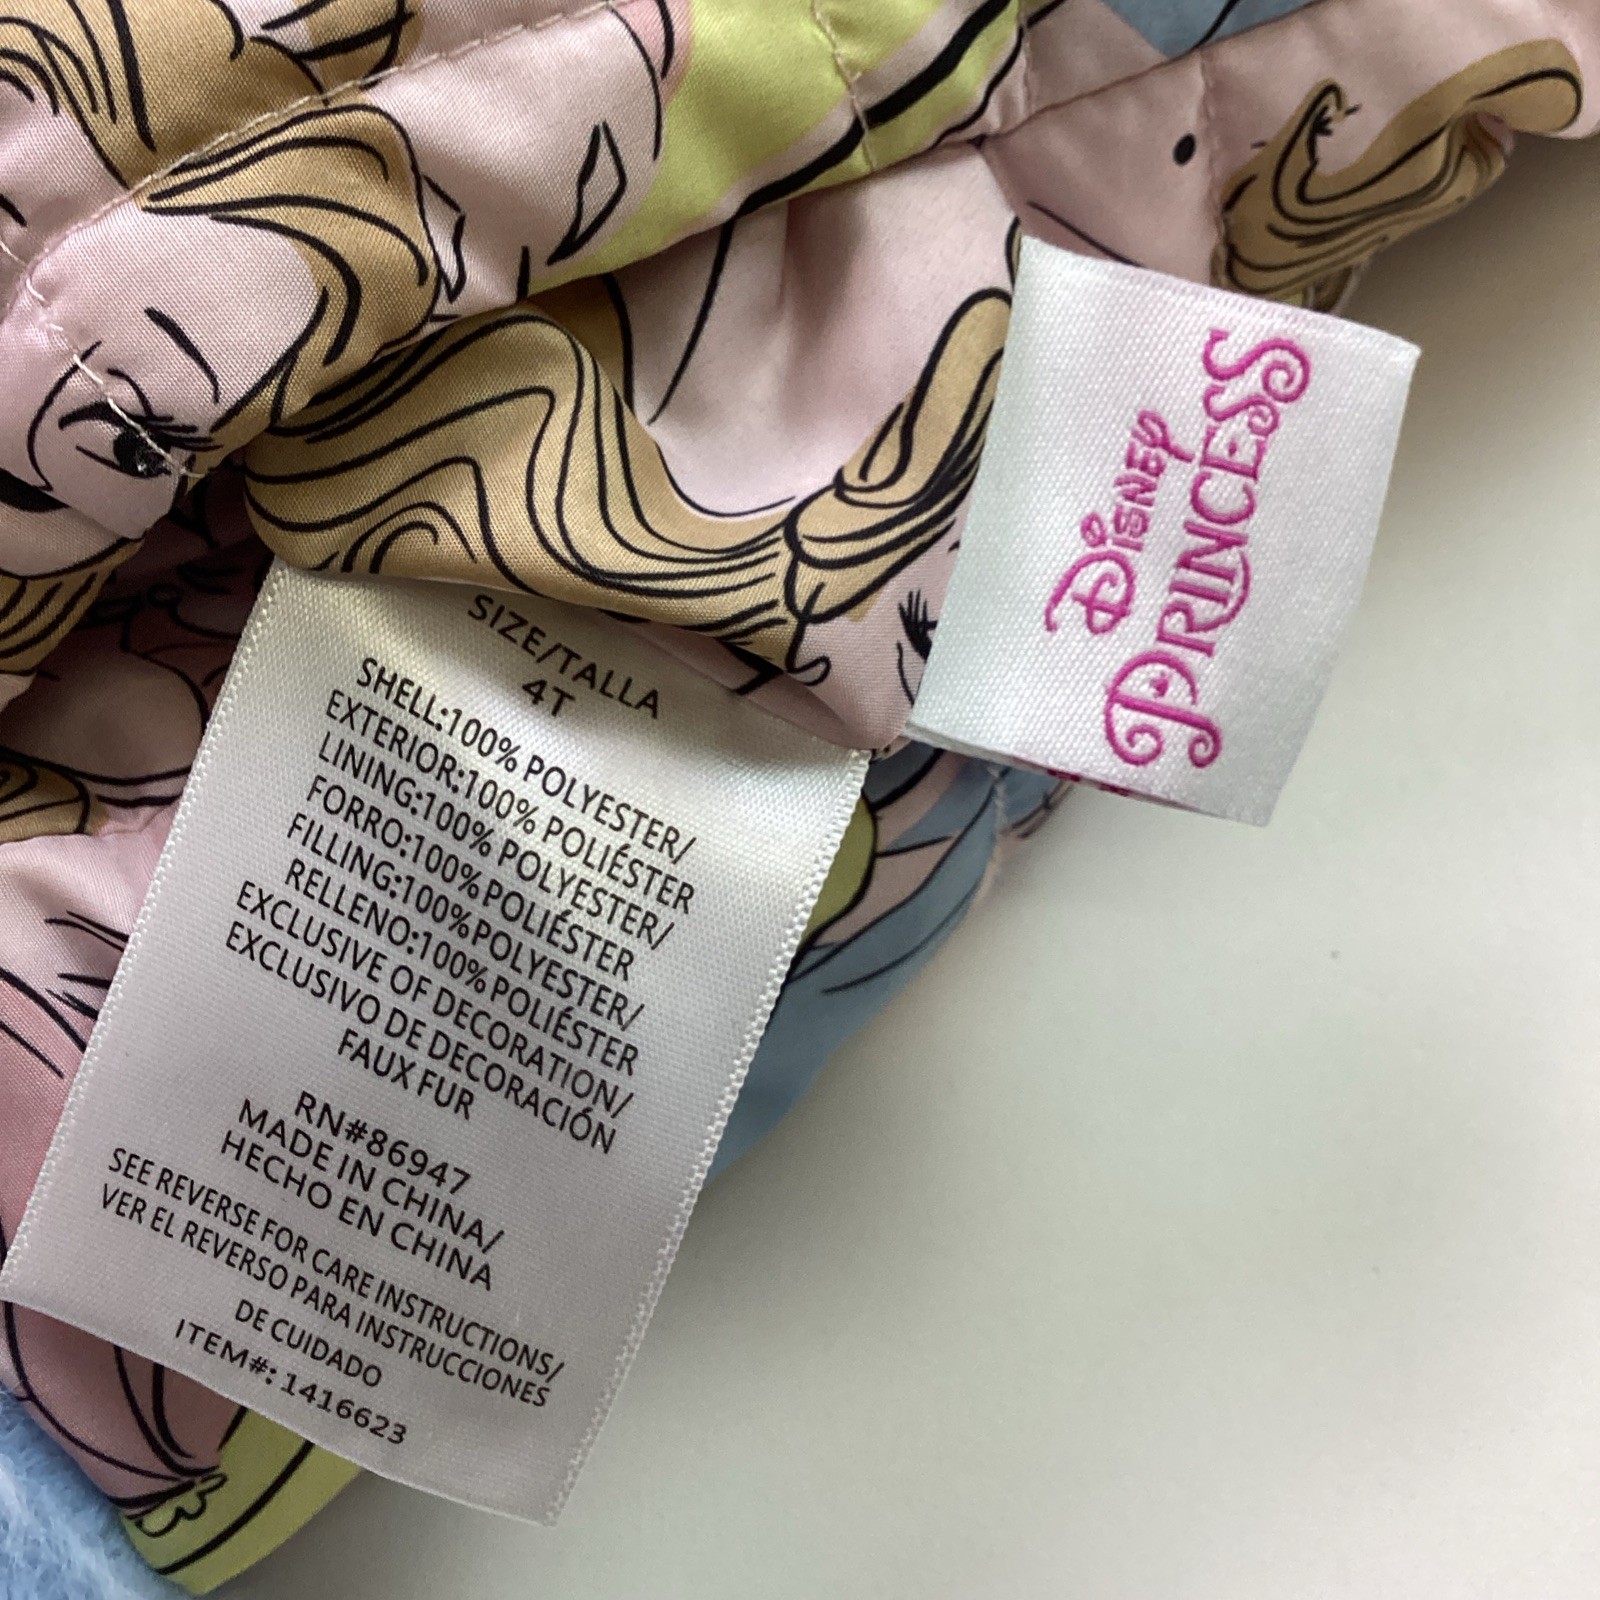 DISNEY
PRINCESS
SIZE/TALLA
4T
SHELL:100% POLYESTER/
EXTERIOR:100% POLIÉSTER
LINING:100% POLYESTER/
FORRO:100%POLIÉSTER
FILLING:100%POLYESTER/
RELLENO:100%POLIÉSTER
EXCLUSIVE OF DECORATION/
EXCLUSIVO DE DECORACIÓN
FAUX FUR
RN#86947
MADE IN CHINA/
HECHO EN CHINA
SEE REVERSE FOR CARE INSTRUCTIONS/
VER EL REVERSO PARA INSTRUCCIONES
DE CUIDADO
ITEM#: 1416623